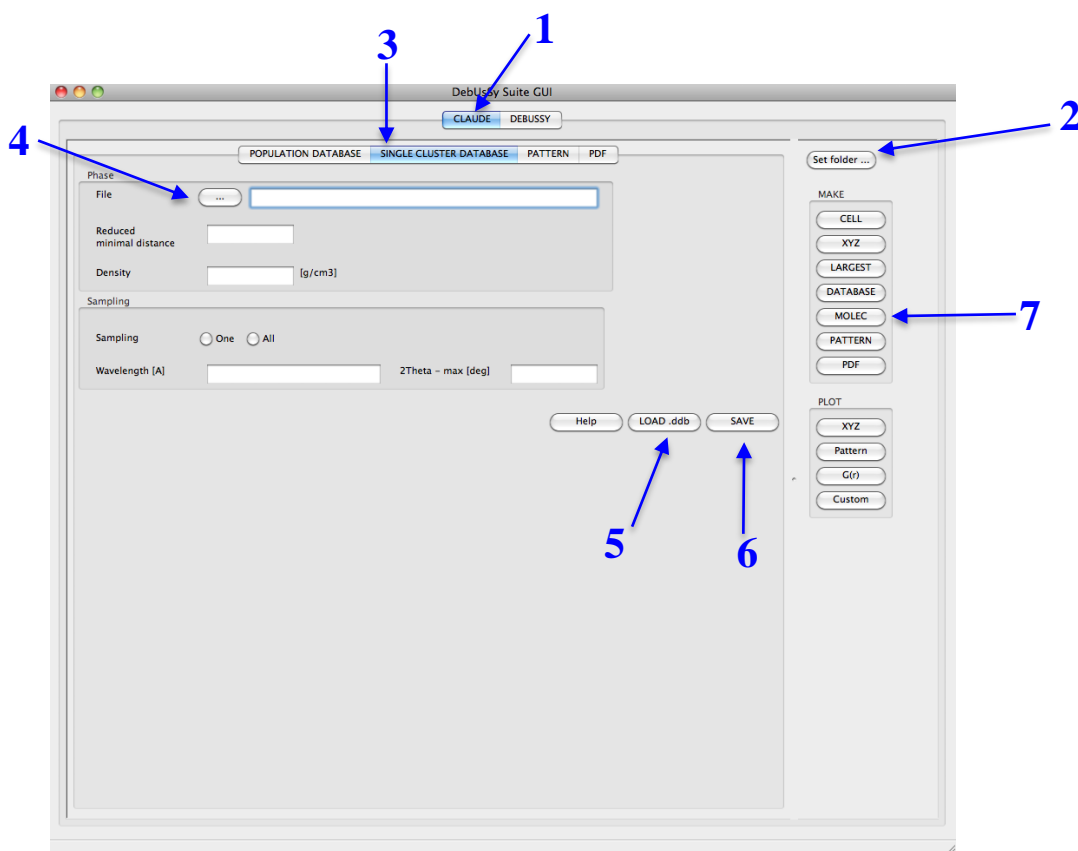 1
3
DebUsSy Suite GUI
2
CLAUDE DEBUSSY
4
POPULATION DATABASE SINGLE CLUSTER DATABASE PATTERN PDF
Set folder ...
Phase
File ...
MAKE
CELL
Reduced
minimal distance
XYZ
LARGEST
Density [g/cm3]
DATABASE
Sampling
MOLEC
7
Sampling One All
PATTERN
PDF
Wavelength [A] 2Theta - max [deg]
PLOT
Help LOAD .ddb SAVE
XYZ
Pattern
G(r)
Custom
5
6